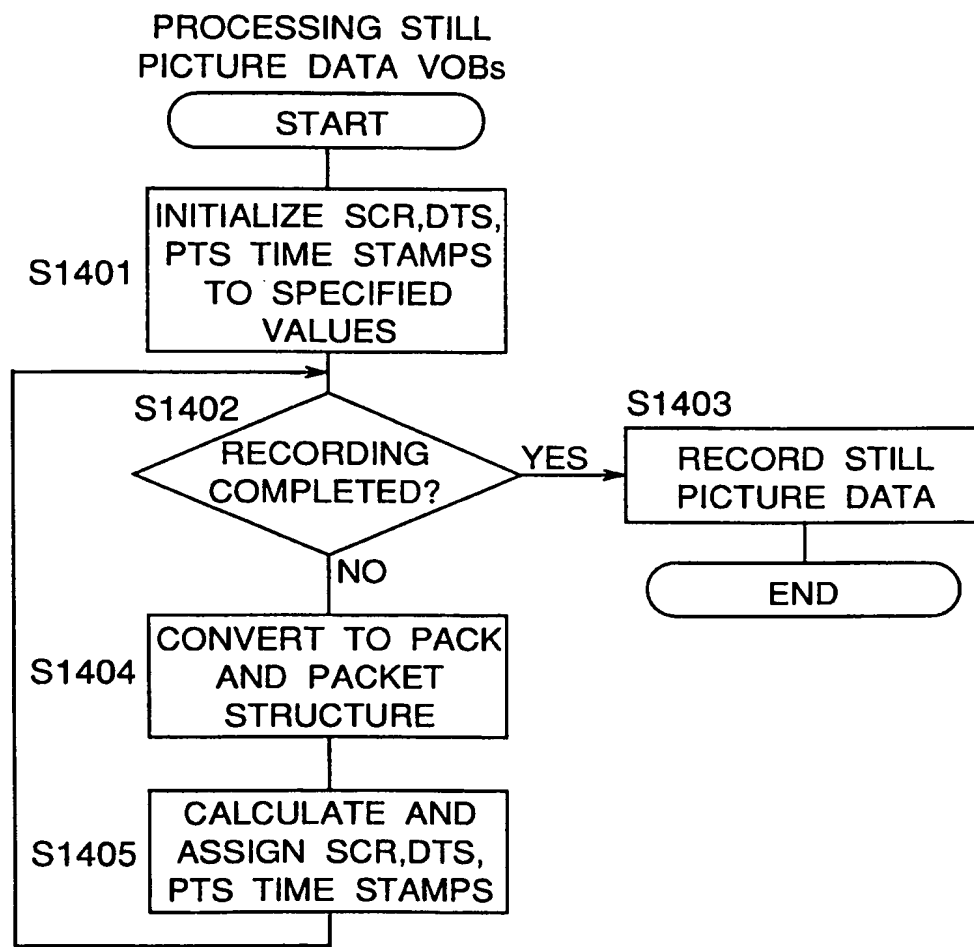 PROCESSING STILL
PICTURE DATA VOBs
START
S1401
INITIALIZE SCR,DTS,
PTS TIME STAMPS
TO SPECIFIED
VALUES
S1402
RECORDING
COMPLETED?
YES
S1403
RECORD STILL
PICTURE DATA
END
NO
S1404
CONVERT TO PACK
AND PACKET
STRUCTURE
S1405
CALCULATE AND
ASSIGN SCR,DTS,
PTS TIME STAMPS